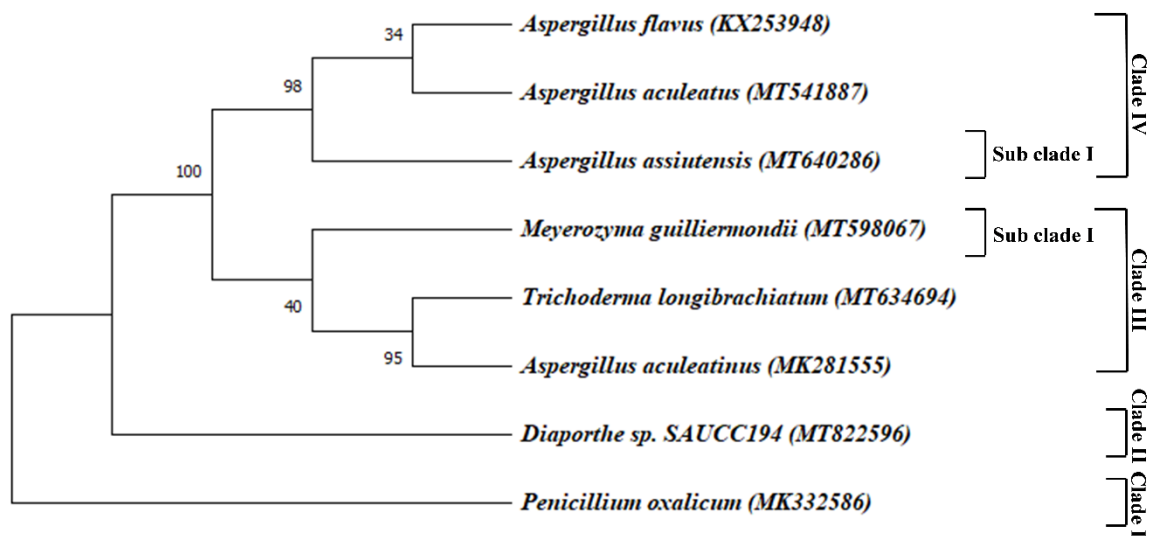 Aspergillus flavus (KX253948)
34
98
Aspergillus aculeatus (MT541887)
Clade IV
Aspergillus assiutensis (MT640286)
Sub clade I
100
Meyerozyma guilliermondii (MT598067)
Sub clade I
Trichoderma longibrachiatum (MT634694)
Clade III
40
95
Aspergillus aculeatinus (MK281555)
Diaporthe sp. SAUCC194 (MT822596)
Clade II
Penicillium oxalicum (MK332586)
Clade I